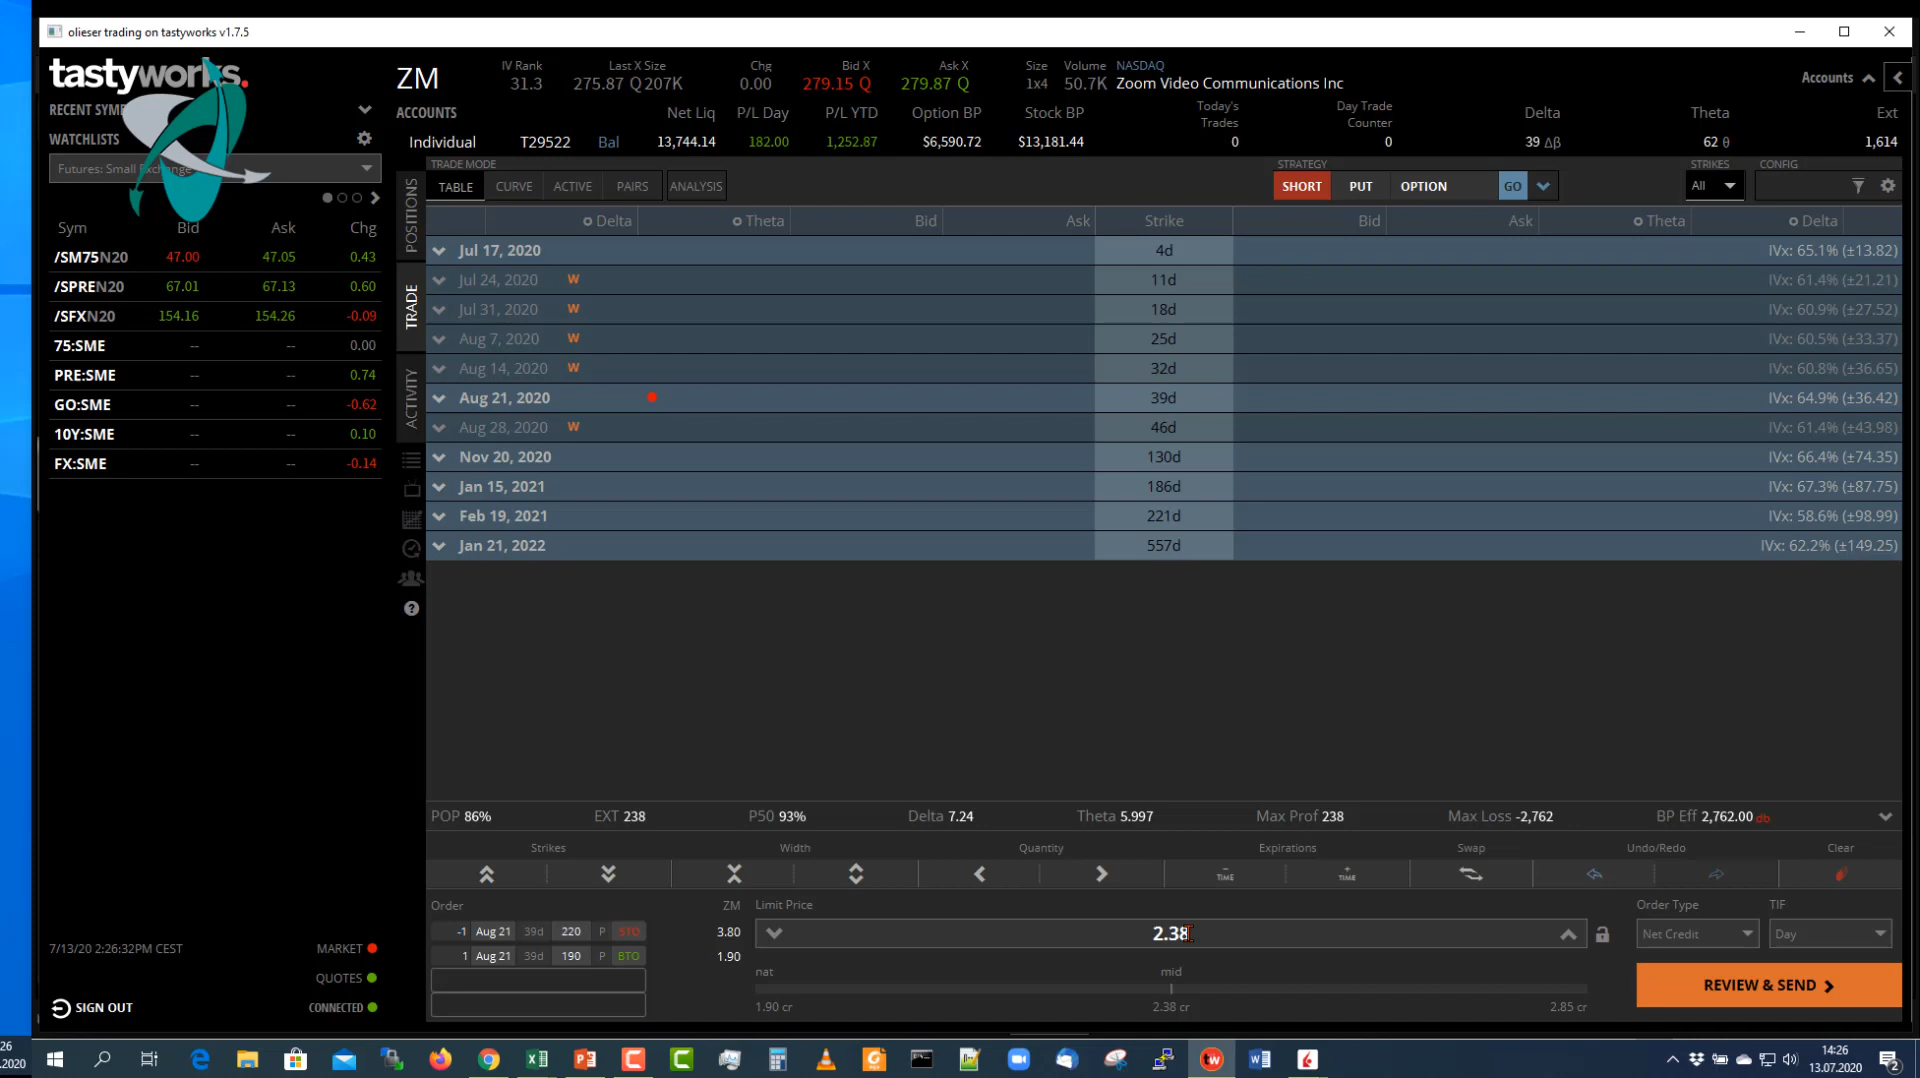 olieser trading on tastyworks v1.7.5
tastyworks.
RECENT SYM
WATCHLISTS
Futures: Small Exchange
Sym Bid Ask Chg
/SM75N20 47.00 47.05 0.43
/SPREN20 67.01 67.13 0.60
/SFXN20 154.16 154.26 -0.09
75:SME -- -- 0.00
PRE:SME -- -- 0.74
GO:SME -- -- -0.62
10Y:SME -- -- 0.10
FX:SME -- -- -0.14
7/13/20 2:26:32PM CEST MARKET
QUOTES
SIGN OUT CONNECTED
ZM
IV Rank Last X Size Chg Bid X Ask X Size Volume NASDAQ
31.3 275.87 Q 207K 0.00 279.15 Q 279.87 Q 1x4 50.7K Zoom Video Communications Inc
Accounts
ACCOUNTS Net Liq P/L Day P/L YTD Option BP Stock BP Today's Trades Day Trade Counter Delta Theta Ext
Individual T29522 Bal 13,744.14 182.00 1,252.87 $6,590.72 $13,181.44 0 0 39 Δβ 62 θ 1,614
TRADE MODE STRATEGY STRIKES CONFIG
TABLE CURVE ACTIVE PAIRS ANALYSIS SHORT PUT OPTION GO All
POSITIONS
TRADE
ACTIVITY
Delta Theta Bid Ask Strike Bid Ask Theta Delta
Jul 17, 2020 4d IVx: 65.1% (±13.82)
Jul 24, 2020 W 11d IVx: 61.4% (±21.21)
Jul 31, 2020 W 18d IVx: 60.9% (±27.52)
Aug 7, 2020 W 25d IVx: 60.5% (±33.37)
Aug 14, 2020 W 32d IVx: 60.8% (±36.65)
Aug 21, 2020 39d IVx: 64.9% (±36.42)
Aug 28, 2020 W 46d IVx: 61.4% (±43.98)
Nov 20, 2020 130d IVx: 66.4% (±74.35)
Jan 15, 2021 186d IVx: 67.3% (±87.75)
Feb 19, 2021 221d IVx: 58.6% (±98.99)
Jan 21, 2022 557d IVx: 62.2% (±149.25)
POP 86% EXT 238 P50 93% Delta 7.24 Theta 5.997 Max Prof 238 Max Loss -2,762 BP Eff 2,762.00 db
Strikes Width Quantity Expirations Swap Undo/Redo Clear
− TIME + TIME
Order ZM Limit Price Order Type TIF
-1 Aug 21 39d 220 P STO 3.80 2.38 Net Credit Day
1 Aug 21 39d 190 P BTO 1.90
nat mid
1.90 cr 2.38 cr 2.85 cr
REVIEW & SEND
26
.2020
14:26
13.07.2020
2